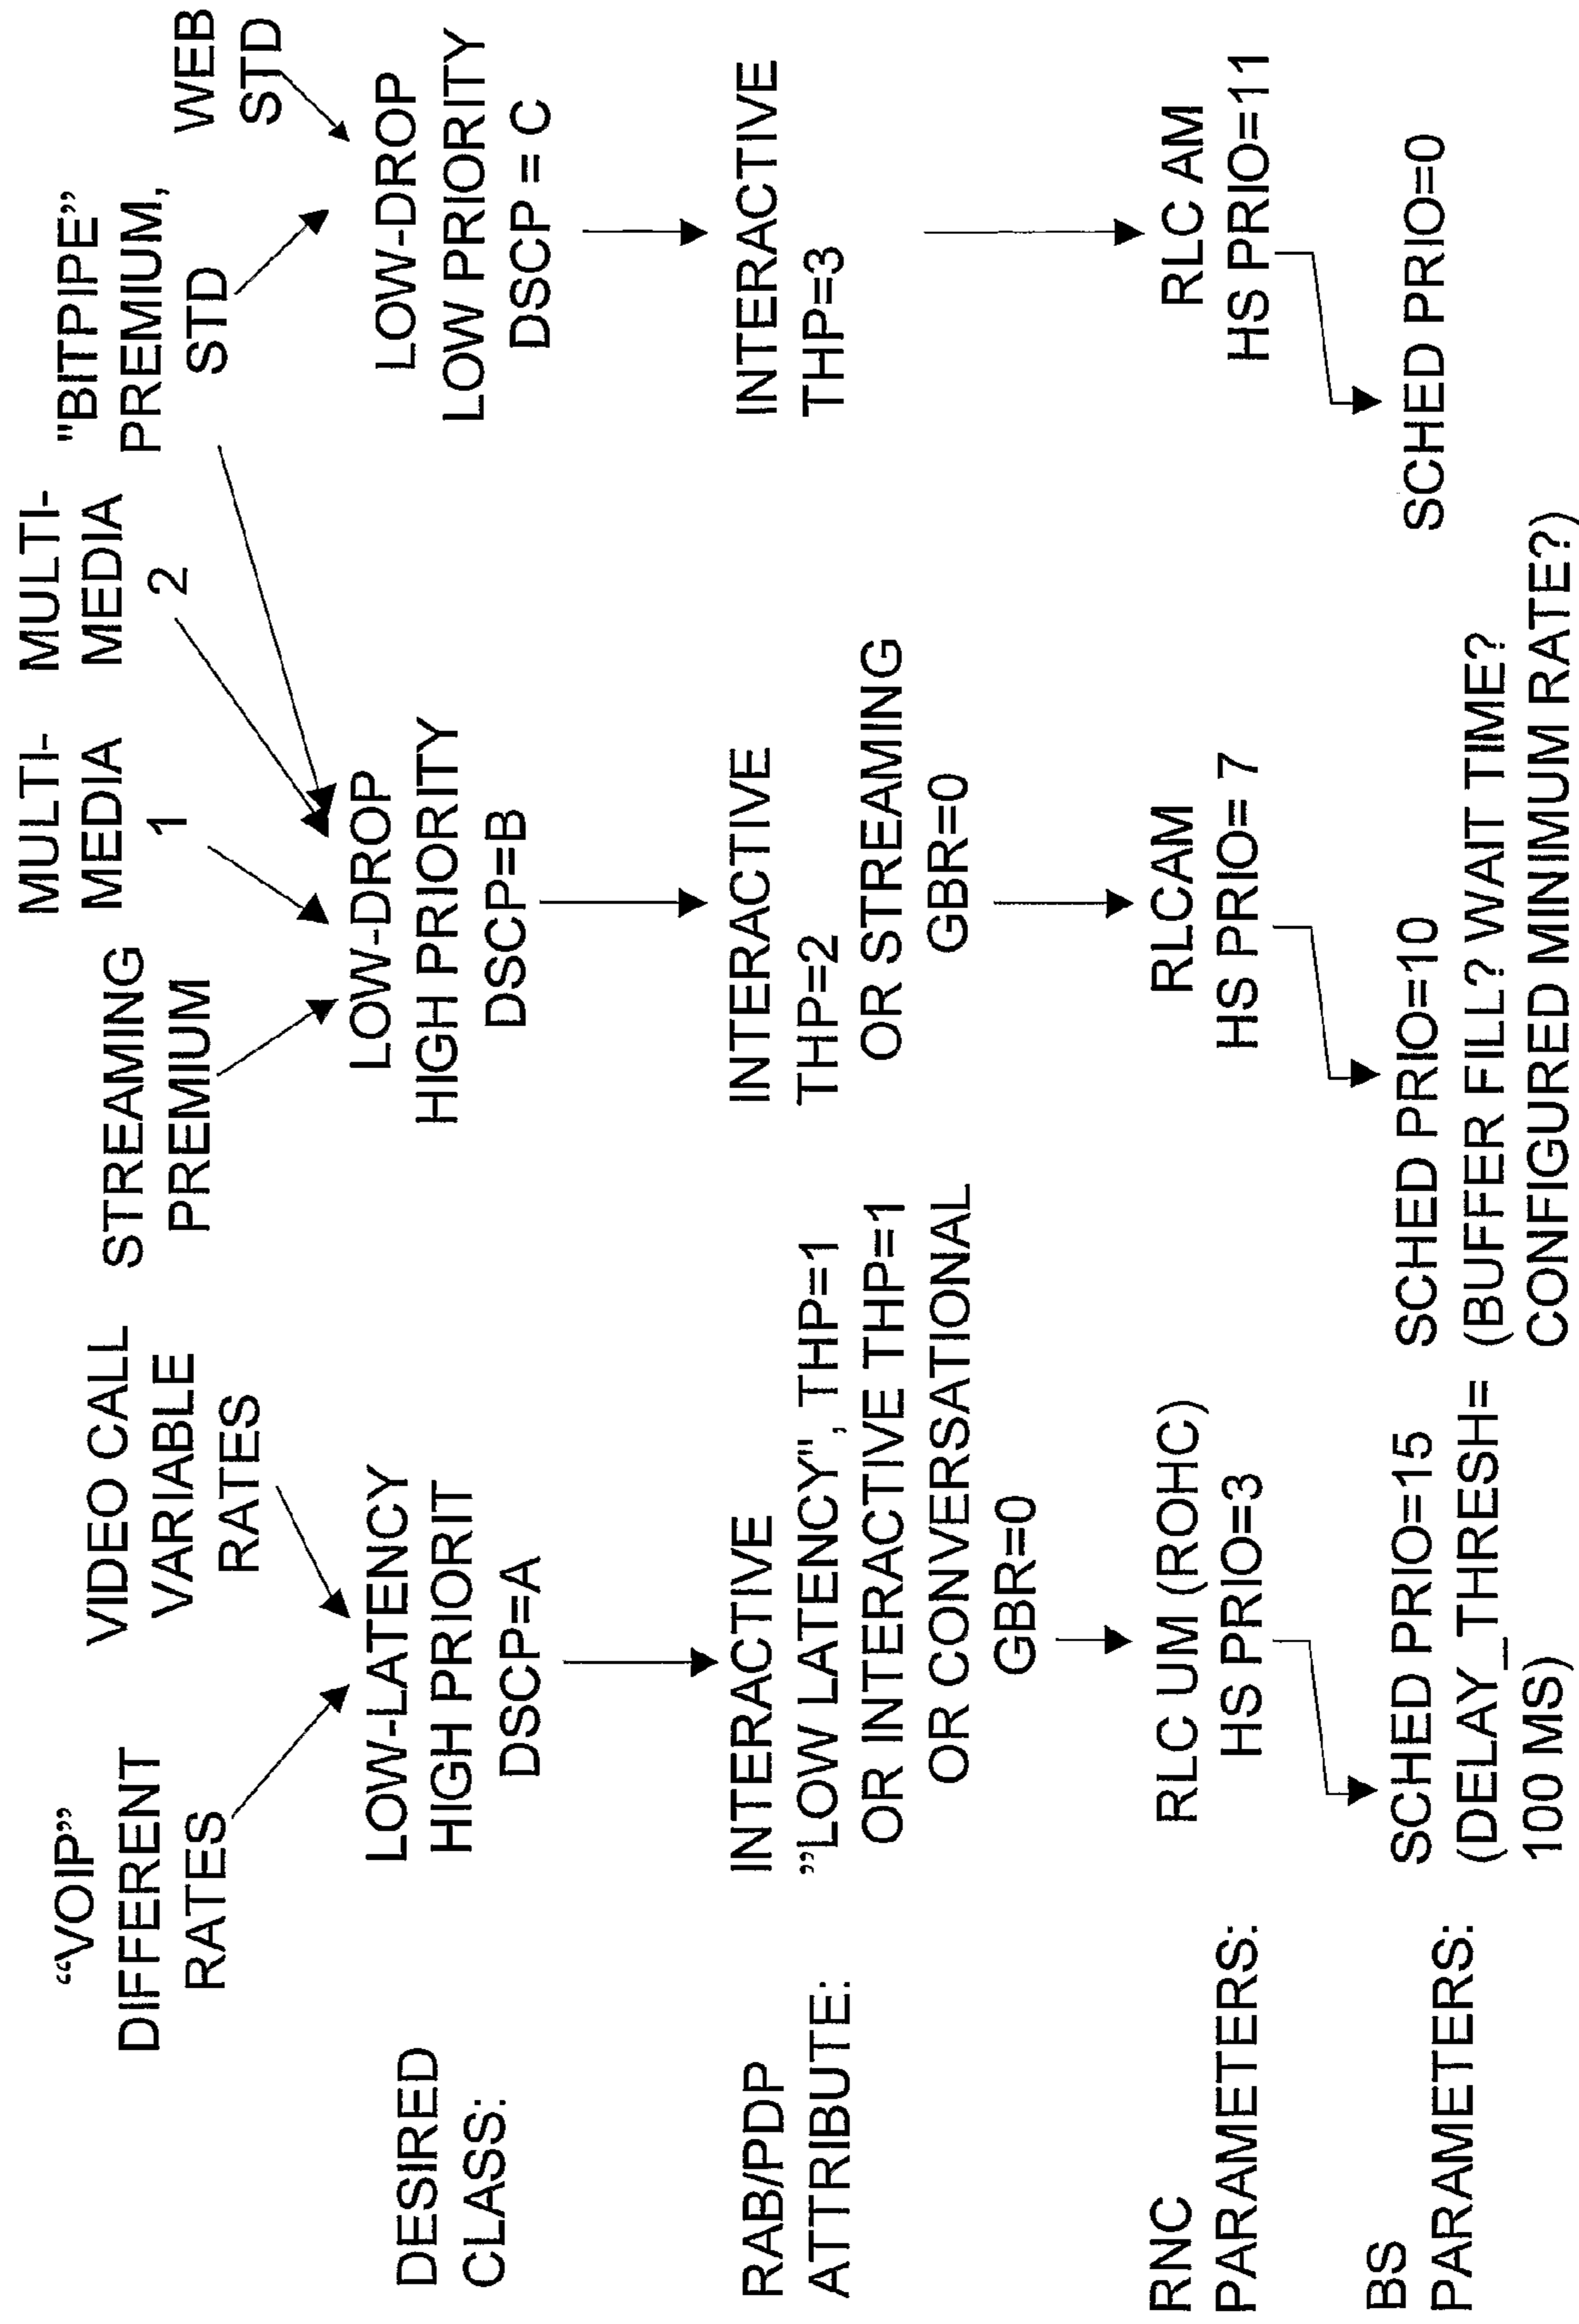 “VOIP”
DIFFERENT
RATES
VIDEO CALL
VARIABLE
RATES
STREAMING
PREMIUM
MULTI-
MEDIA
1
MULTI-
MEDIA
2
"BITPIPE”
PREMIUM,
STD
WEB
STD
DESIRED
CLASS:
LOW-LATENCY
HIGH PRIORIT
DSCP=A
LOW-DROP
HIGH PRIORITY
DSCP=B
LOW-DROP
LOW PRIORITY
DSCP = C
RAB/PDP
ATTRIBUTE:
INTERACTIVE
”LOW LATENCY", THP=1
OR INTERACTIVE THP=1
OR CONVERSATIONAL
GBR=0
INTERACTIVE
THP=2
OR STREAMING
GBR=0
INTERACTIVE
THP=3
RNC
PARAMETERS:
RLC UM (ROHC)
HS PRIO=3
RLCAM
HS PRIO= 7
RLC AM
HS PRIO=11
BS
PARAMETERS:
SCHED PRIO=15
(DELAY_THRESH=
100 MS)
SCHED PRIO=10
(BUFFER FILL? WAIT TIME?
CONFIGURED MINIMUM RATE?)
SCHED PRIO=0